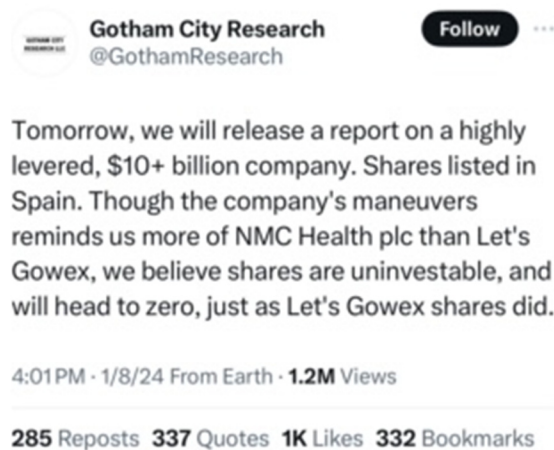 Gotham City Research
@GothamResearch
Follow
Tomorrow, we will release a report on a highly
levered, $10+ billion company. Shares listed in
Spain. Though the company's maneuvers
reminds us more of NMC Health plc than Let's
Gowex, we believe shares are uninvestable, and
will head to zero, just as Let's Gowex shares did.
4:01 PM · 1/8/24 From Earth · 1.2M Views
285 Reposts 337 Quotes 1K Likes 332 Bookmarks